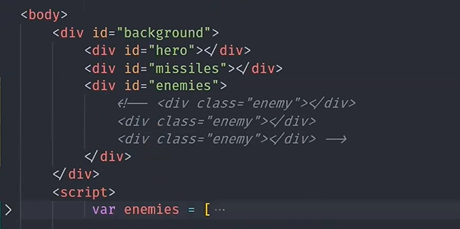 <body>
<div id="background">
<div id="hero"></div>
<div id="missiles"></div>
<div id="enemies">
<!-- <div class="enemy"></div>
<div class="enemy"></div>
<div class="enemy"></div> -->
</div>
</div>
<script>
var enemies = [ ...